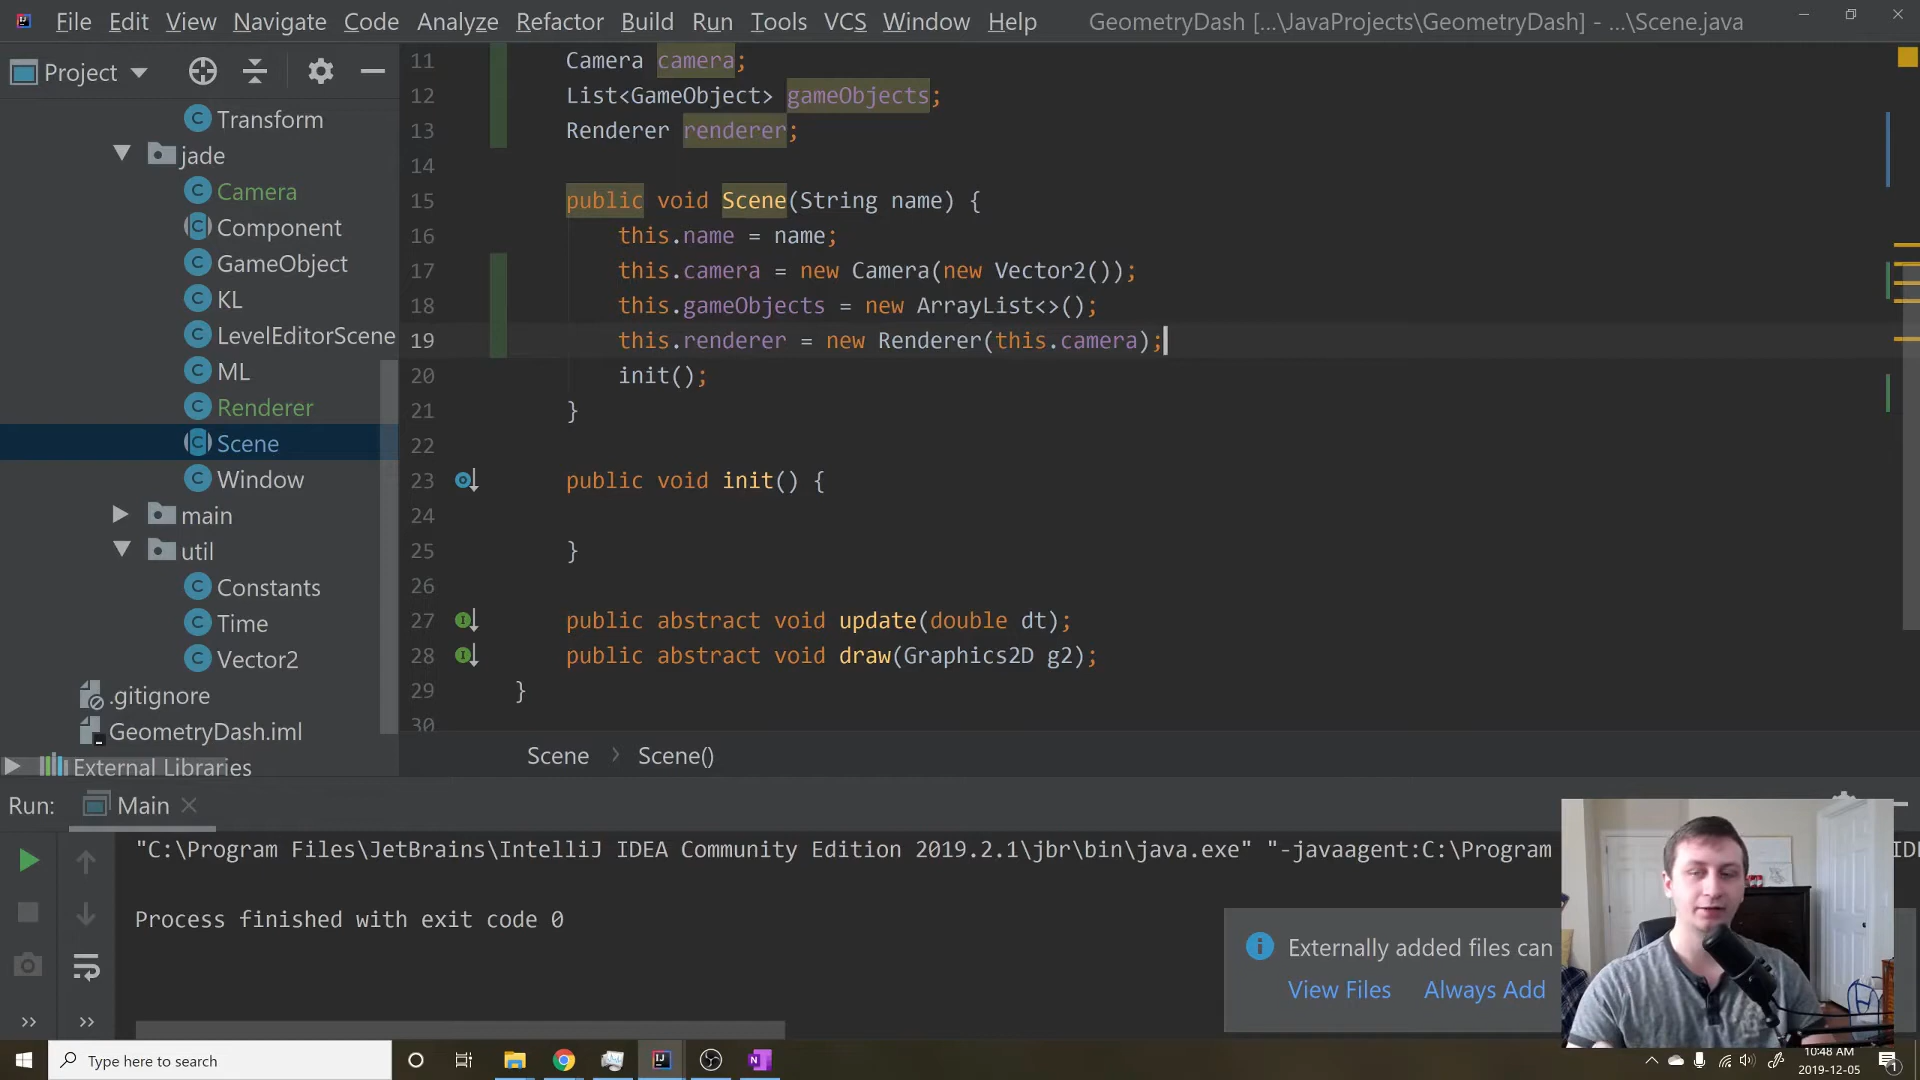 File Edit View Navigate Code Analyze Refactor Build Run Tools VCS Window Help GeometryDash [...\JavaProjects\GeometryDash] - ...\Scene.java
Project
Transform
jade
Camera
Component
GameObject
KL
LevelEditorScene
ML
Renderer
Scene
Window
main
util
Constants
Time
Vector2
.gitignore
GeometryDash.iml
External Libraries
11 Camera camera;
12 List<GameObject> gameObjects;
13 Renderer renderer;
14
15 public void Scene(String name) {
16 this.name = name;
17 this.camera = new Camera(new Vector2());
18 this.gameObjects = new ArrayList<>();
19 this.renderer = new Renderer(this.camera);
20 init();
21 }
22
23 public void init() {
24
25 }
26
27 public abstract void update(double dt);
28 public abstract void draw(Graphics2D g2);
29 }
30
Scene > Scene()
Run: Main
"C:\Program Files\JetBrains\IntelliJ IDEA Community Edition 2019.2.1\jbr\bin\java.exe" "-javaagent:C:\Program
Process finished with exit code 0
Externally added files can
View Files Always Add
Type here to search
10:48 AM
2019-12-05